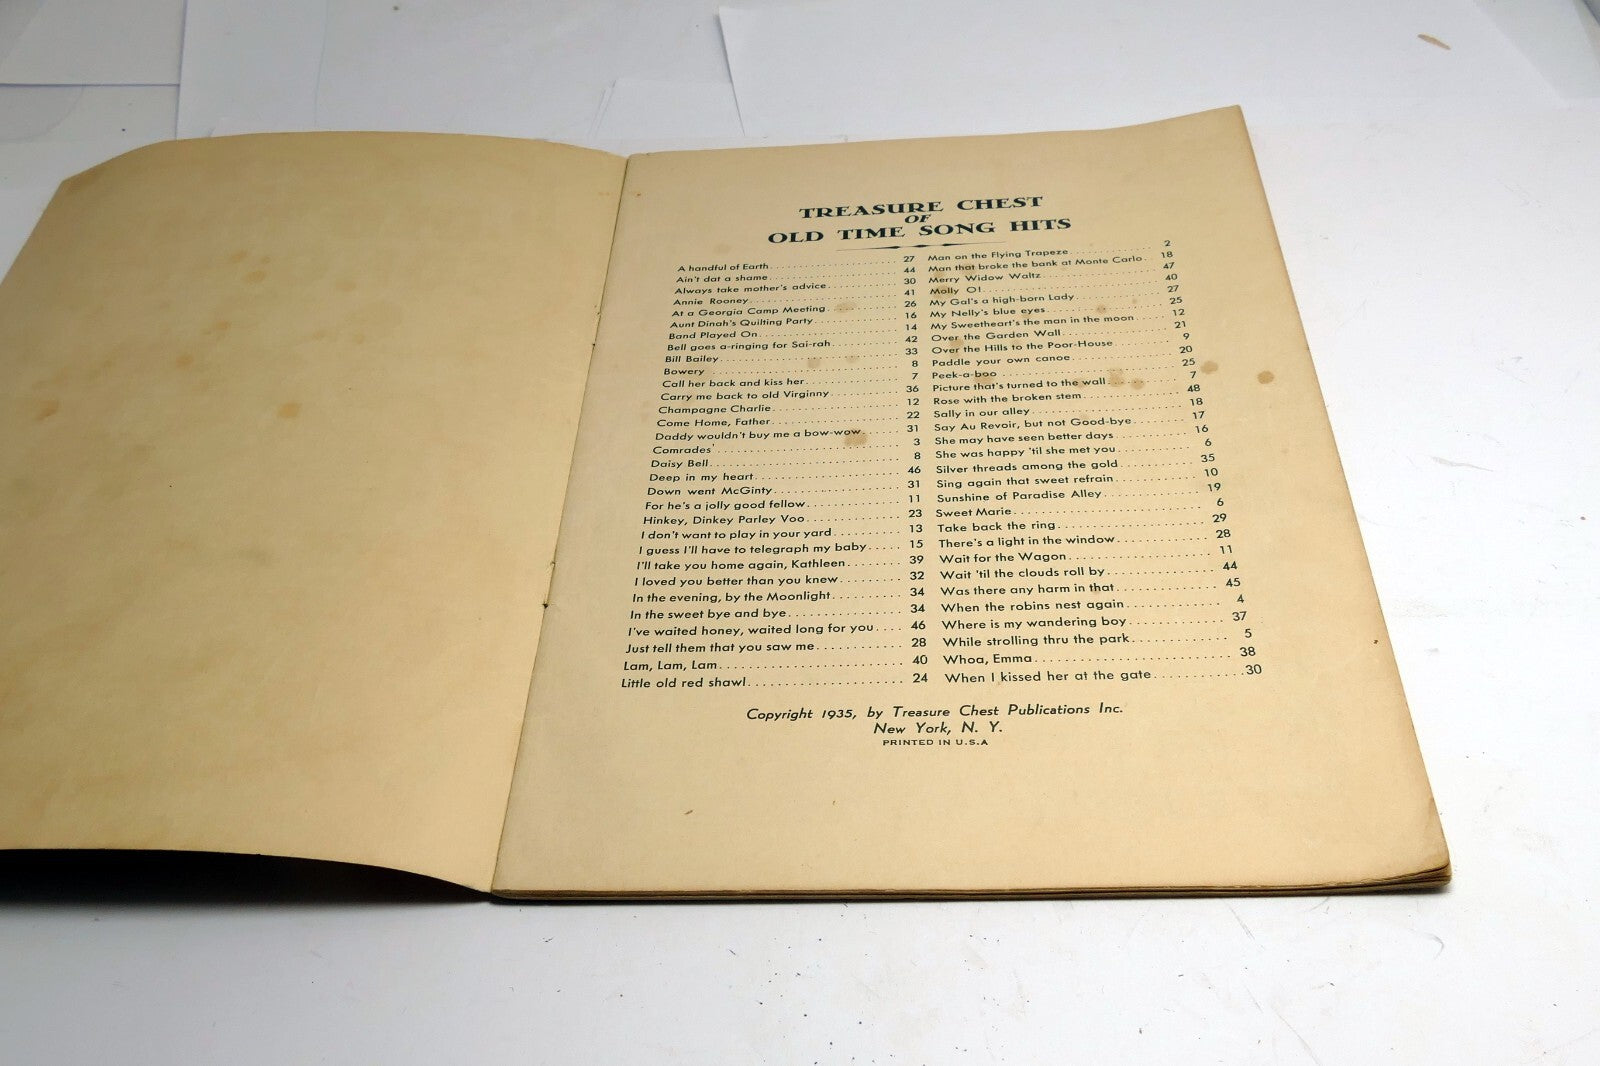 TREASURE CHEST
OF
OLD TIME SONG HITS
A handful of Earth 27
Ain't dat a shame 44
Always take mother's advice 30
Annie Rooney 41
At a Georgia Camp Meeting 26
Aunt Dinah's Quilting Party 16
Band Played On 14
Bell goes a-ringing for Sai-rah 42
Bill Bailey 33
Bowery 8
Call her back and kiss her 7
Carry me back to old Virginny 36
Champagne Charlie 12
Come Home, Father 22
Daddy wouldn't buy me a bow-wow 31
Comrades 3
Daisy Bell 8
Deep in my heart 46
Down went McGinty 31
For he's a jolly good fellow 11
Hinkey, Dinkey Parley Voo 23
I don't want to play in your yard 13
I guess I'll have to telegraph my baby 15
I'll take you home again, Kathleen 39
I loved you better than you knew 32
In the evening, by the Moonlight 34
In the sweet bye and bye 34
I've waited honey, waited long for you 46
Just tell them that you saw me 28
Lam, Lam, Lam 40
Little old red shawl 24
Man on the Flying Trapeze 2
Man that broke the bank at Monte Carlo 18
Merry Widow Waltz 47
Molly O! 40
My Gal's a high-born Lady 27
My Nelly's blue eyes 25
My Sweetheart's the man in the moon 12
Over the Garden Wall 21
Over the Hills to the Poor-House 9
Paddle your own canoe 20
Peek-a-boo 25
Picture that's turned to the wall 7
Rose with the broken stem 48
Sally in our alley 18
Say Au Revoir, but not Good-bye 17
She may have seen better days 16
She was happy 'til she met you 6
Silver threads among the gold 35
Sing again that sweet refrain 10
Sunshine of Paradise Alley 19
Sweet Marie 6
Take back the ring 29
There's a light in the window 28
Wait for the Wagon 11
Wait 'til the clouds roll by 44
Was there any harm in that 45
When the robins nest again 4
Where is my wandering boy 37
While strolling thru the park 5
Whoa, Emma 38
When I kissed her at the gate 30
Copyright 1935, by Treasure Chest Publications Inc.
New York, N. Y.
PRINTED IN U.S.A